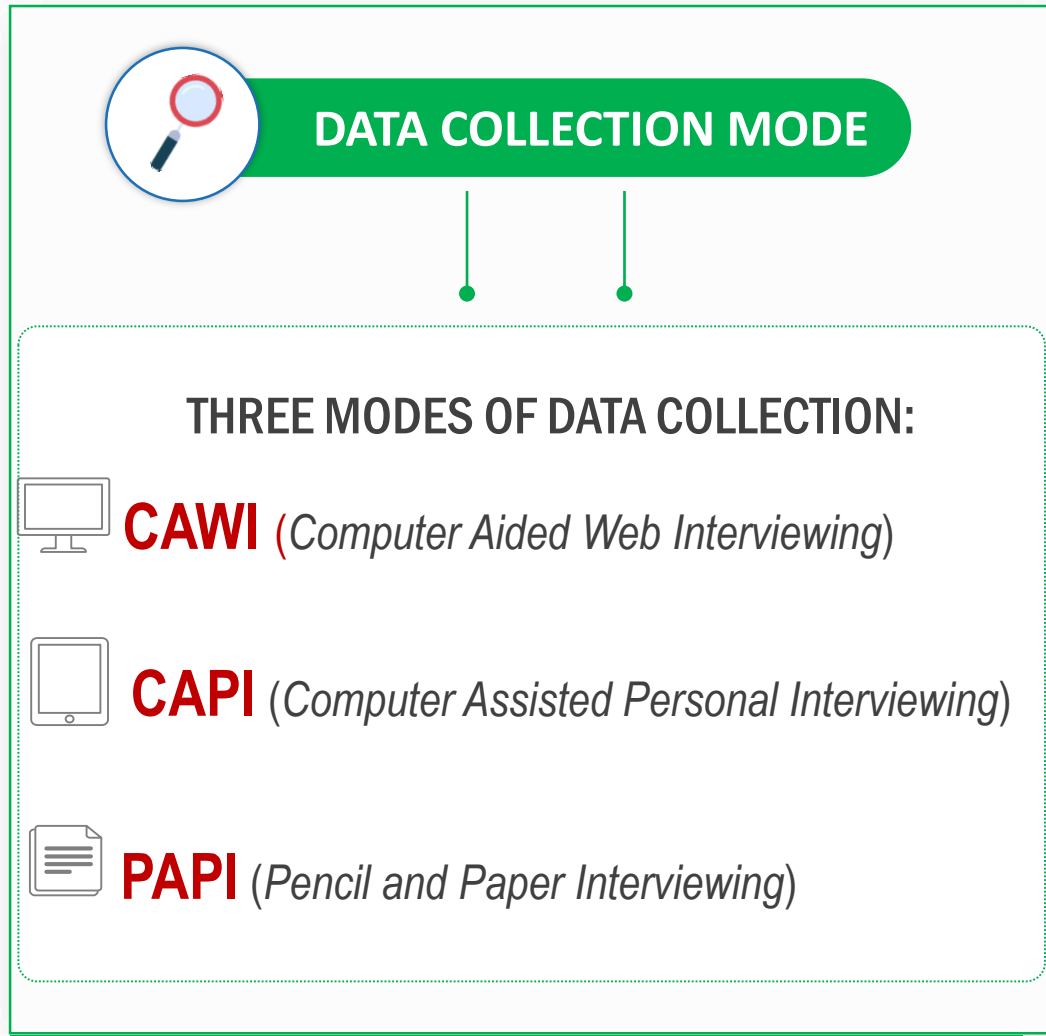 DATA COLLECTION MODE
THREE MODES OF DATA COLLECTION:
CAWI (Computer Aided Web Interviewing)
CAPI (Computer Assisted Personal Interviewing)
PAPI (Pencil and Paper Interviewing)